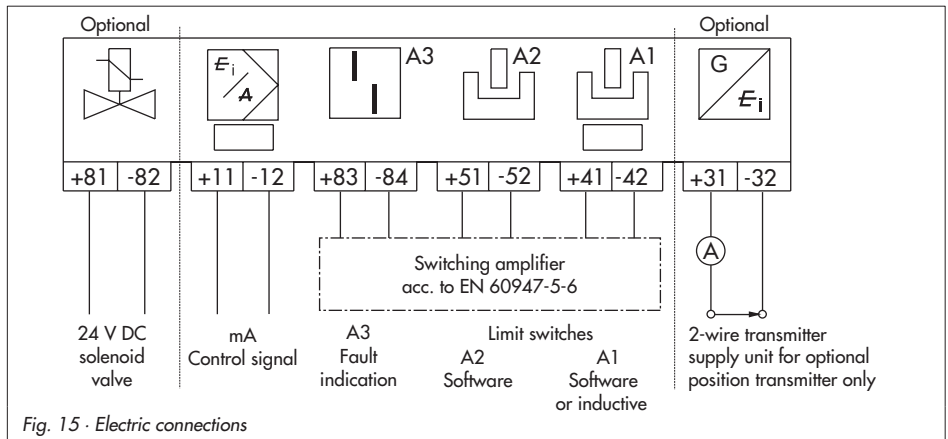 Optional Optional
E i / A A3 A2 A1 G E i
+81 -82 +11 -12 +83 -84 +51 -52 +41 -42 +31 -32
A
Switching amplifier
acc. to EN 60947-5-6
24 V DC
solenoid
valve
mA
Control signal
A3
Fault
indication
Limit switches
A2
Software
A1
Software
or inductive
2-wire transmitter
supply unit for optional
position transmitter only
Fig. 15 · Electric connections